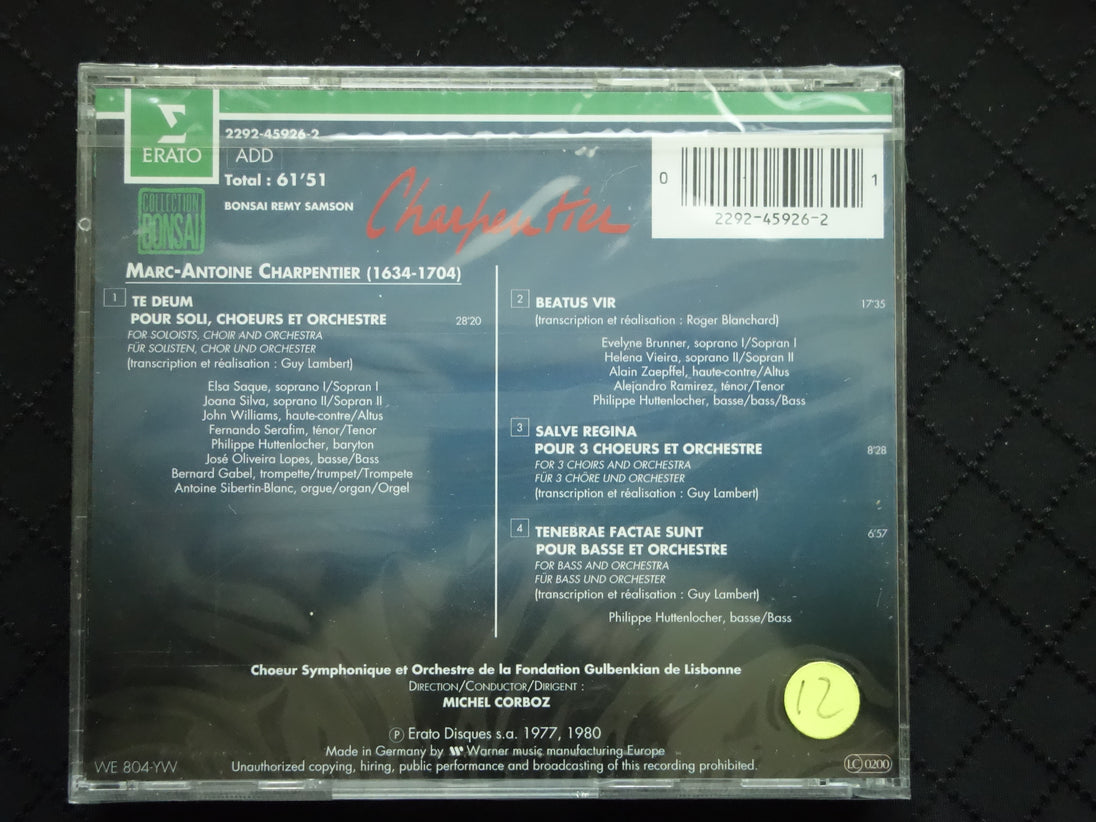 ERATO
2292-45926-2
ADD
Total : 61'51
BONSAI REMY SAMSON
COLLECTION
BONSAI
Charpentier
0
1
2292-45926-2
MARC-ANTOINE CHARPENTIER (1634-1704)
1 TE DEUM
POUR SOLI, CHOEURS ET ORCHESTRE 28'20
FOR SOLOISTS, CHOIR AND ORCHESTRA
FÜR SOLISTEN, CHOR UND ORCHESTER
(transcription et réalisation : Guy Lambert)
Elsa Saque, soprano I/Sopran I
Joana Silva, soprano II/Sopran II
John Williams, haute-contre/Altus
Fernando Serafim, ténor/Tenor
Philippe Huttenlocher, baryton
José Oliveira Lopes, basse/Bass
Bernard Gabel, trompette/trumpet/Trompete
Antoine Sibertin-Blanc, orgue/organ/Orgel
2 BEATUS VIR 17'35
(transcription et réalisation : Roger Blanchard)
Evelyne Brunner, soprano I/Sopran I
Helena Vieira, soprano II/Sopran II
Alain Zaepffel, haute-contre/Altus
Alejandro Ramirez, ténor/Tenor
Philippe Huttenlocher, basse/bass/Bass
3 SALVE REGINA
POUR 3 CHOEURS ET ORCHESTRE 8'28
FOR 3 CHOIRS AND ORCHESTRA
FÜR 3 CHÖRE UND ORCHESTER
(transcription et réalisation : Guy Lambert)
4 TENEBRAE FACTAE SUNT 6'57
POUR BASSE ET ORCHESTRE
FOR BASS AND ORCHESTRA
FÜR BASS UND ORCHESTER
(transcription et réalisation : Guy Lambert)
Philippe Huttenlocher, basse/Bass
Choeur Symphonique et Orchestre de la Fondation Gulbenkian de Lisbonne
DIRECTION/CONDUCTOR/DIRIGENT :
MICHEL CORBOZ
12
Ⓟ Erato Disques s.a. 1977, 1980
Made in Germany by Warner music manufacturing Europe
Unauthorized copying, hiring, public performance and broadcasting of this recording prohibited.
WE 804-YW
LC 0200